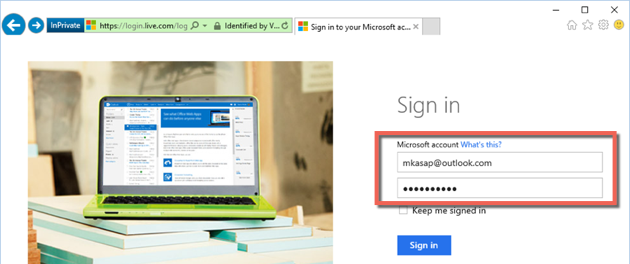 InPrivate
https://login.live.com/log
Identified by V...
Sign in to your Microsoft ac...
Sign in
Microsoft account What's this?
mkasap@outlook.com
Keep me signed in
Sign in